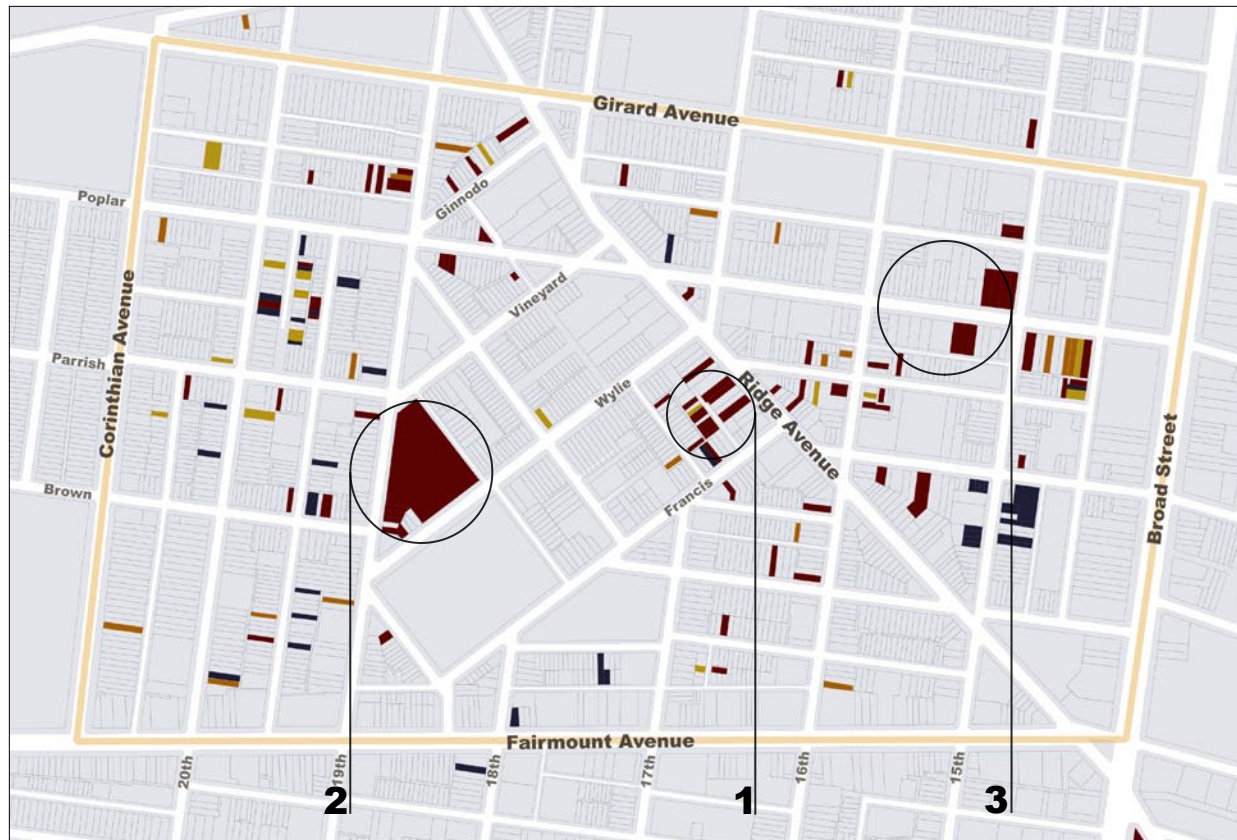 Girard Avenue
Poplar
Ginnodo
Vineyard
Corinthian Avenue
Parrish
Wylie
Ridge Avenue
Broad Street
Brown
Francis
Fairmount Avenue
20th
19th
18th
17th
16th
15th
2
1
3